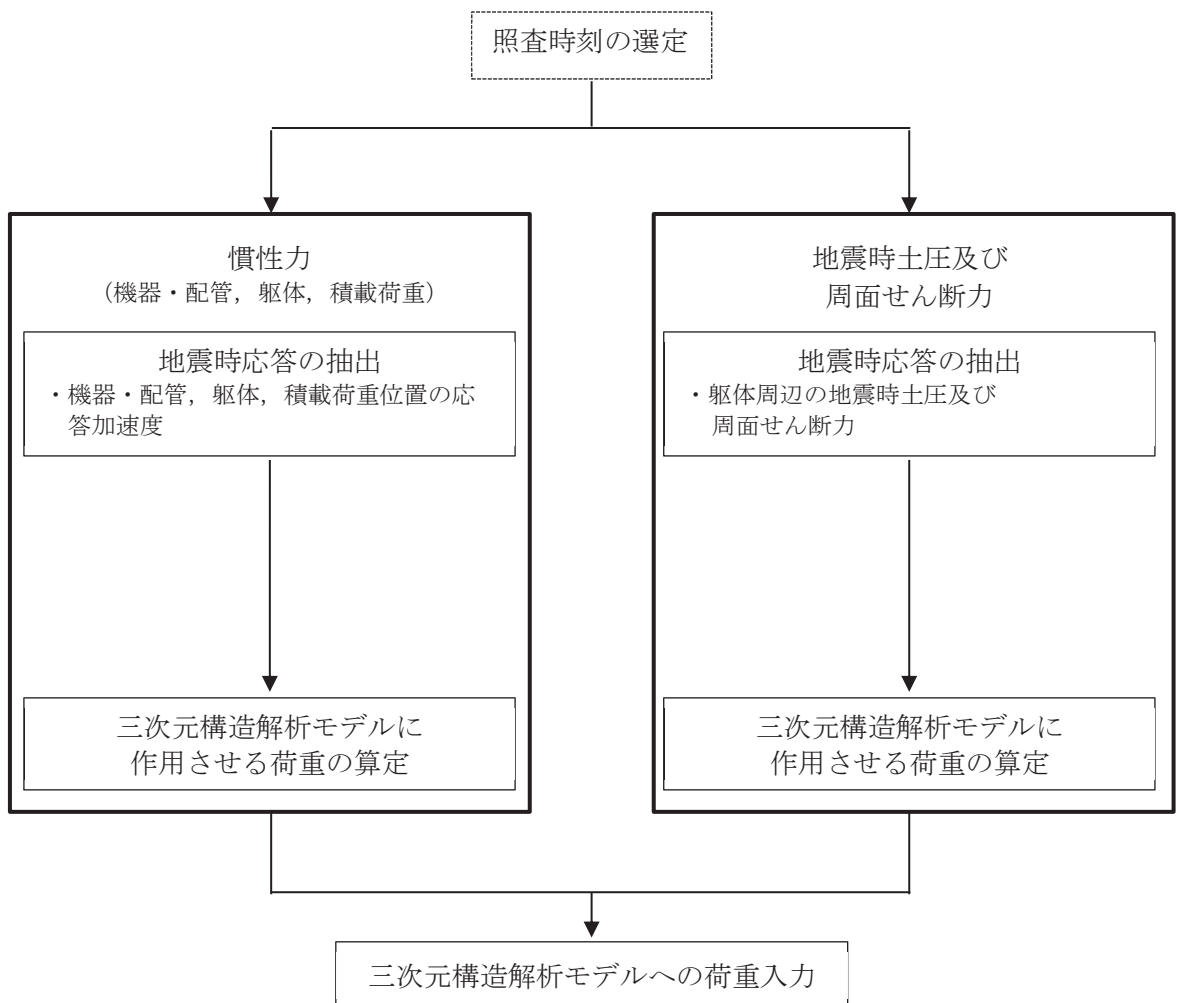 照査時刻の選定
慣性力
（機器・配管，躯体，積載荷重）
地震時応答の抽出
・機器・配管，躯体，積載荷重位置の応
答加速度
三次元構造解析モデルに
作用させる荷重の算定
地震時土圧及び
周面せん断力
地震時応答の抽出
・躯体周辺の地震時土圧及び
周面せん断力
三次元構造解析モデルに
作用させる荷重の算定
三次元構造解析モデルへの荷重入力